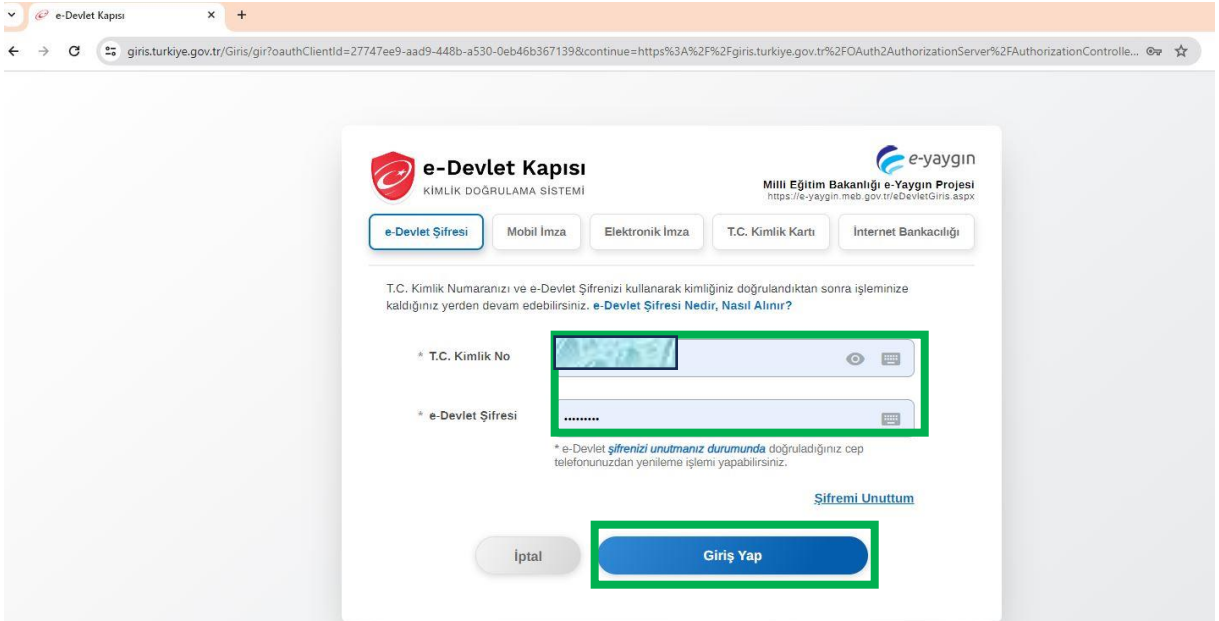 e-Devlet Kapısı
giris.turkiye.gov.tr/Giris/gir?oauthClientId=27747ee9-aad9-448b-a530-0eb46b367139&continue=https%3A%2F%2Fgiris.turkiye.gov.tr%2FOAuth2AuthorizationServer%2FAuthorizationControlle...
e-Devlet Kapısı
KİMLİK DOĞRULAMA SİSTEMİ
e-yaygın
Milli Eğitim Bakanlığı e-Yaygın Projesi
https://e-yaygin.meb.gov.tr/eDevletGiris.aspx
e-Devlet Şifresi Mobil İmza Elektronik İmza T.C. Kimlik Kartı İnternet Bankacılığı
T.C. Kimlik Numaranızı ve e-Devlet Şifrenizi kullanarak kimliğiniz doğrulandıktan sonra işleminize
kaldığınız yerden devam edebilirsiniz. e-Devlet Şifresi Nedir, Nasıl Alınır?
* T.C. Kimlik No
* e-Devlet Şifresi
•••••••••
* e-Devlet şifrenizi unutmanız durumunda doğruladığınız cep
telefonunuzdan yenileme işlemi yapabilirsiniz.
Şifremi Unuttum
İptal Giriş Yap